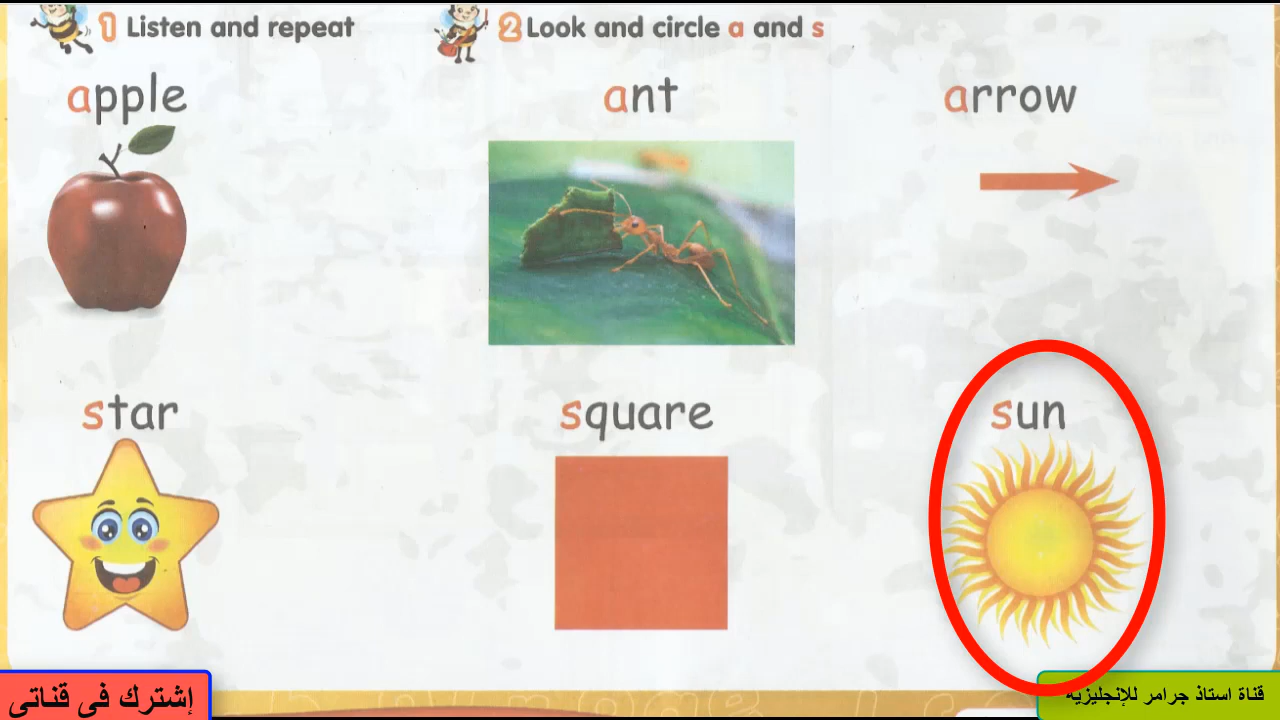 1 Listen and repeat
2 Look and circle a and s
apple
ant
arrow
star
square
sun
إشترك فى قناتى
قناة استاذ جرامر للإنجليزية